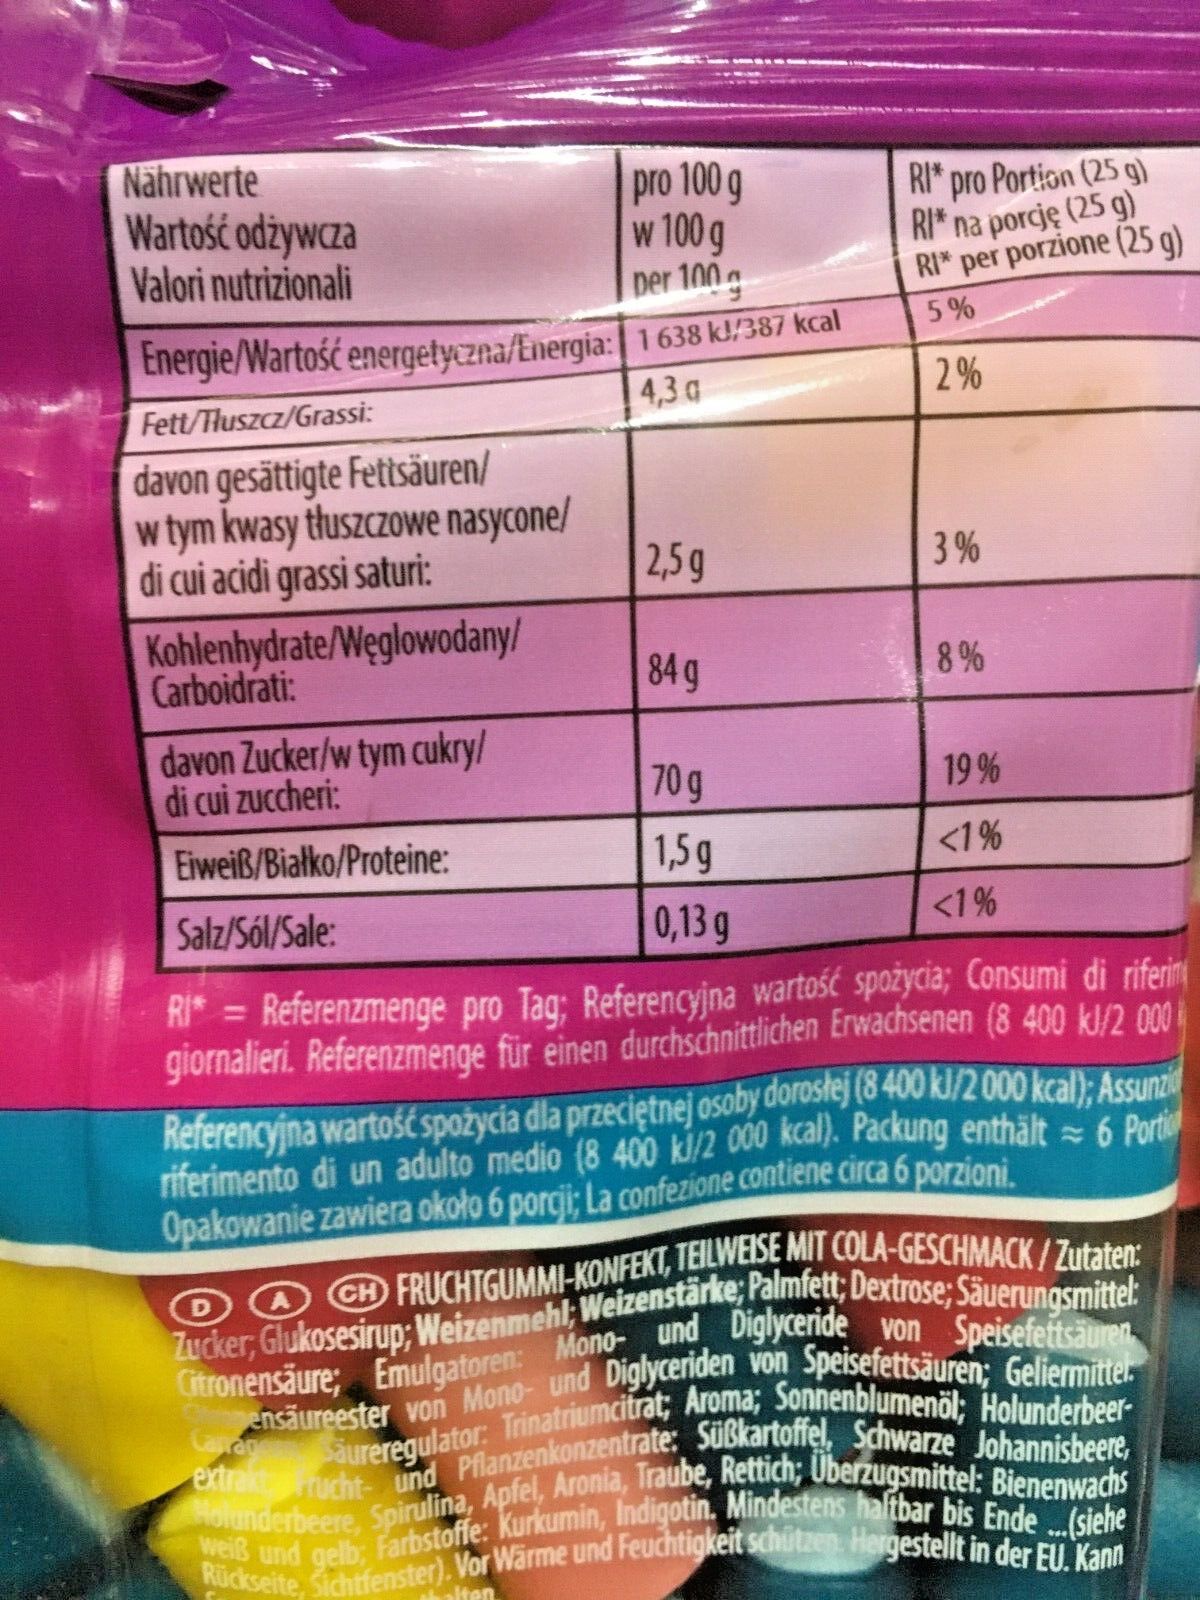 Nährwerte
Wartość odżywcza
Valori nutrizionali
pro 100 g
w 100 g
per 100 g
RI* pro Portion (25 g)
RI* na porcję (25 g)
RI* per porzione (25 g)
Energie/Wartość energetyczna/Energia: 1 638 kJ/387 kcal 5 %
Fett/Tłuszcz/Grassi: 4,3 g 2 %
davon gesättigte Fettsäuren/
w tym kwasy tłuszczowe nasycone/
di cui acidi grassi saturi: 2,5 g 3 %
Kohlenhydrate/Węglowodany/
Carboidrati: 84 g 8 %
davon Zucker/w tym cukry/
di cui zuccheri: 70 g 19 %
Eiweiß/Białko/Proteine: 1,5 g <1 %
Salz/Sól/Sale: 0,13 g <1 %
RI* = Referenzmenge pro Tag; Referencyjna wartość spożycia; Consumi di
giornalieri. Referenzmenge für einen durchschnittlichen Erwachsenen (8 400 kJ/2 000
Referencyjna wartość spożycia dla przeciętnej osoby dorosłej (8 400 kJ/2 000 kcal);
riferimento di un adulto medio (8 400 kJ/2 000 kcal). Packung enthält ≈ 6
Opakowanie zawiera około 6 porcji; La confezione contiene circa 6 porzioni.
D A CH FRUCHTGUMMI-KONFEKT, TEILWEISE MIT COLA-GESCHMACK / Zutaten:
Zucker; Glukosesirup; Weizenmehl; Weizenstärke; Palmfett; Dextrose; Säuerungsmittel:
Citronensäure; Emulgatoren: Mono- und Diglyceride von Speisefettsäuren,
von Mono- und Diglyceriden von Speisefettsäuren; Geliermittel:
Carrageen; Säureregulator: Trinatriumcitrat; Aroma; Sonnenblumenöl; Holunderbeer-
extrakt; Frucht- und Pflanzenkonzentrate: Süßkartoffel, Schwarze Johannisbeere,
Holunderbeere, Spirulina, Apfel, Aronia, Traube, Rettich; Überzugsmittel: Bienenwachs
weiß und gelb; Farbstoffe: Kurkumin, Indigotin. Mindestens haltbar bis Ende ...(siehe
Rückseite, Sichtfenster). Vor Wärme und Feuchtigkeit schützen. Hergestellt in der EU. Kann